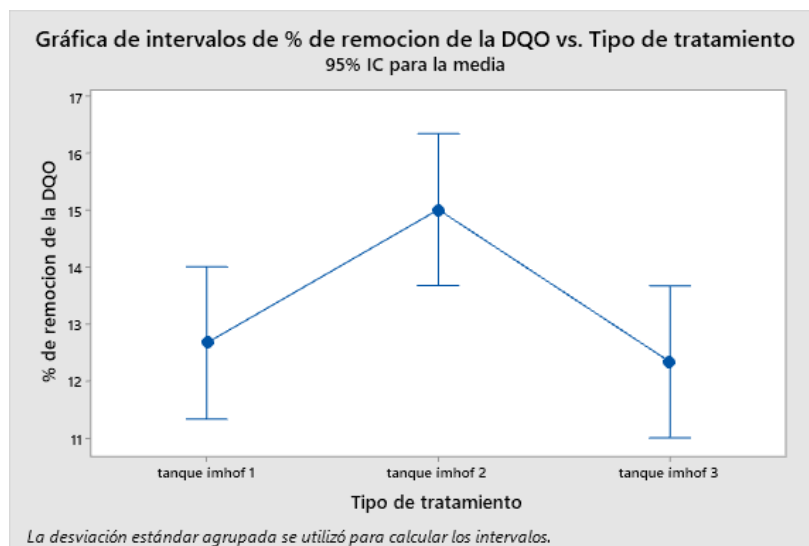 Gráfica de intervalos de % de remocion de la DQO vs. Tipo de tratamiento
95% IC para la media
% de remocion de la DQO
17
16
15
14
13
12
11
tanque imhof 1 tanque imhof 2 tanque imhof 3
Tipo de tratamiento
La desviación estándar agrupada se utilizó para calcular los intervalos.